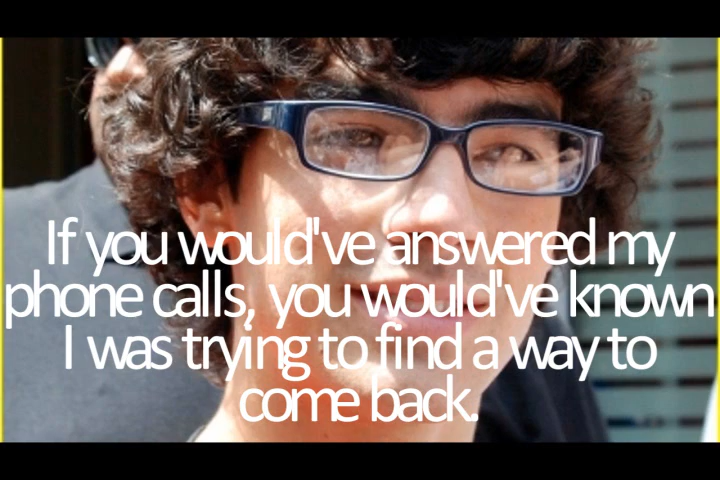 If you would've answered my
phone calls, you would've known
I was trying to find a way to
come back.